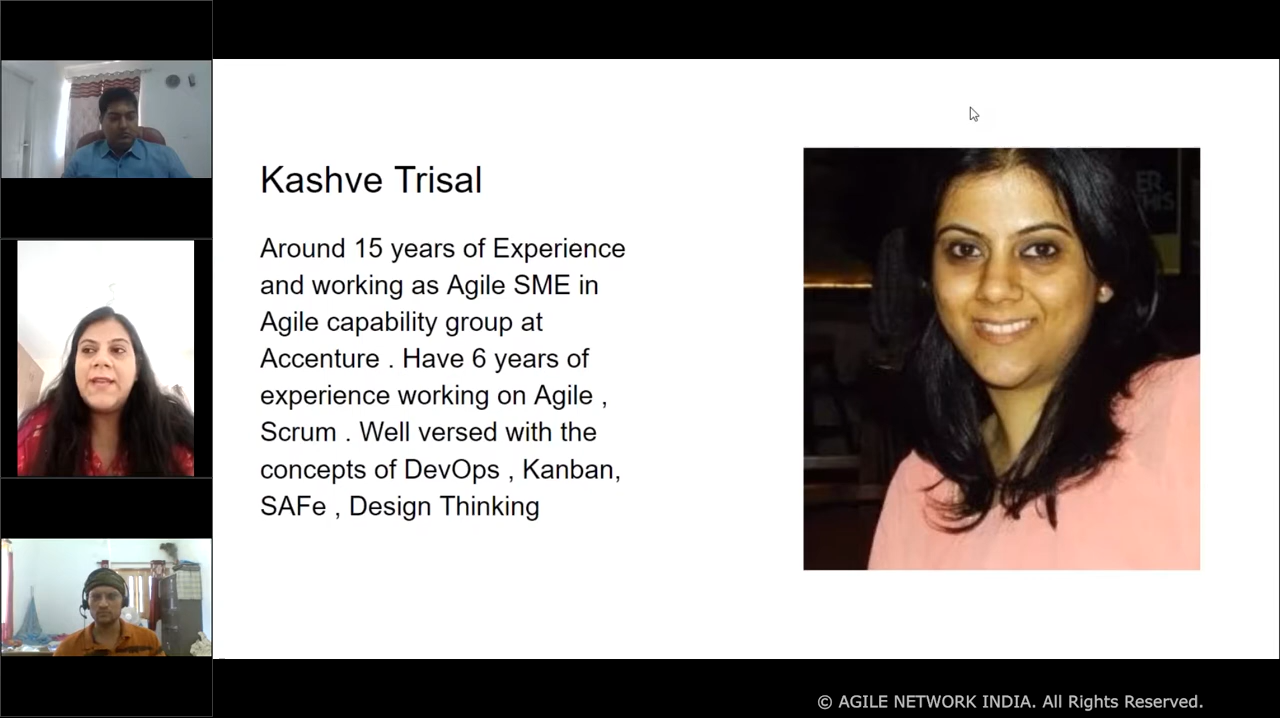 Kashve Trisal
Around 15 years of Experience
and working as Agile SME in
Agile capability group at
Accenture . Have 6 years of
experience working on Agile ,
Scrum . Well versed with the
concepts of DevOps , Kanban,
SAFe , Design Thinking
ER
THIS
© AGILE NETWORK INDIA. All Rights Reserved.